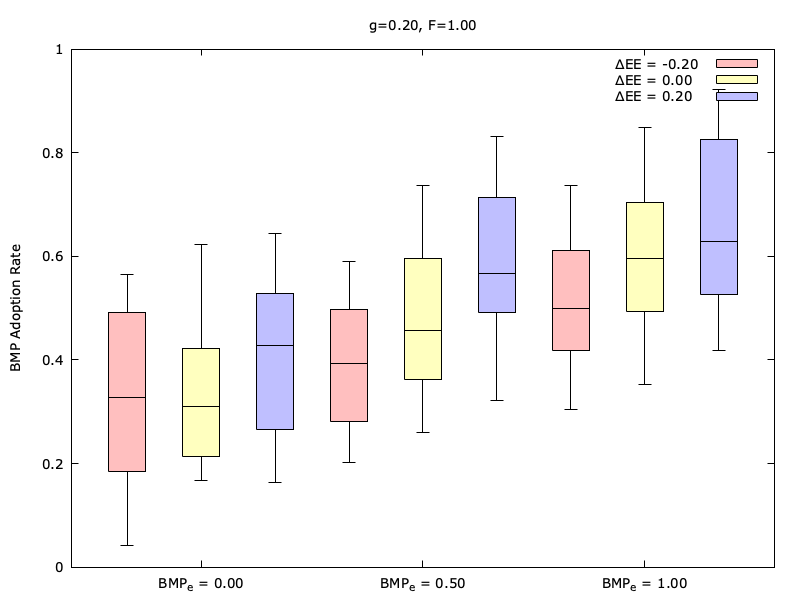 g=0.20, F=1.00
ΔEE = -0.20
ΔEE = 0.00
ΔEE = 0.20
BMP Adoption Rate
1
0.8
0.6
0.4
0.2
0
BMPe = 0.00
BMPe = 0.50
BMPe = 1.00